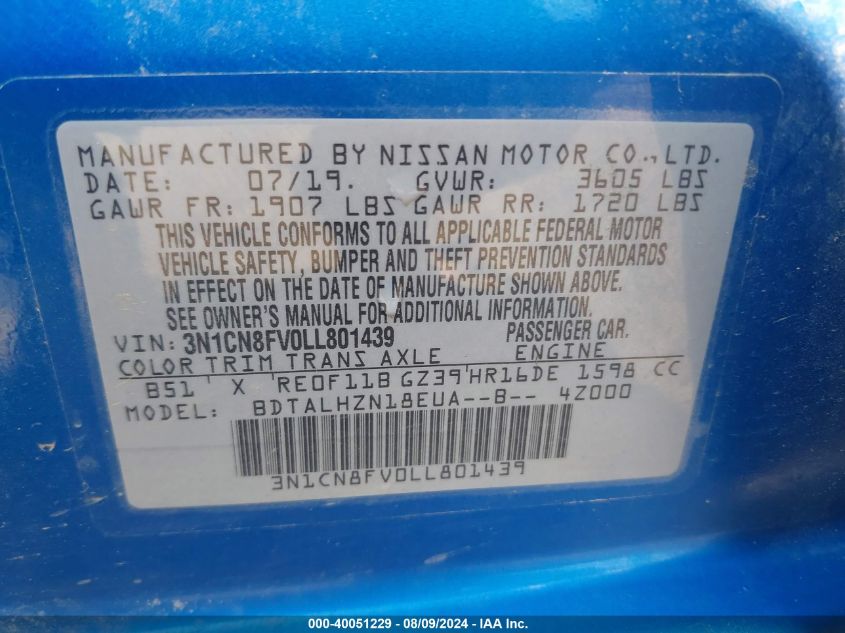 MANUFACTURED BY NISSAN MOTOR CO., LTD.
DATE: 07/19. GVWR: 3605 LBS
GAWR FR: 1907 LBS GAWR RR: 1720 LBS
THIS VEHICLE CONFORMS TO ALL APPLICABLE FEDERAL MOTOR
VEHICLE SAFETY, BUMPER AND THEFT PREVENTION STANDARDS
IN EFFECT ON THE DATE OF MANUFACTURE SHOWN ABOVE.
SEE OWNER'S MANUAL FOR ADDITIONAL INFORMATION.
VIN: 3N1CN8FV0LL801439 PASSENGER CAR.
COLOR TRIM TRANS AXLE ENGINE
B51 X RE0F11B GZ39 HR16DE 1598 CC
MODEL: BDTALHZN18EUA--B-- 4Z000
3N1CN8FV0LL801439
000-40051229 - 08/09/2024 - IAA Inc.